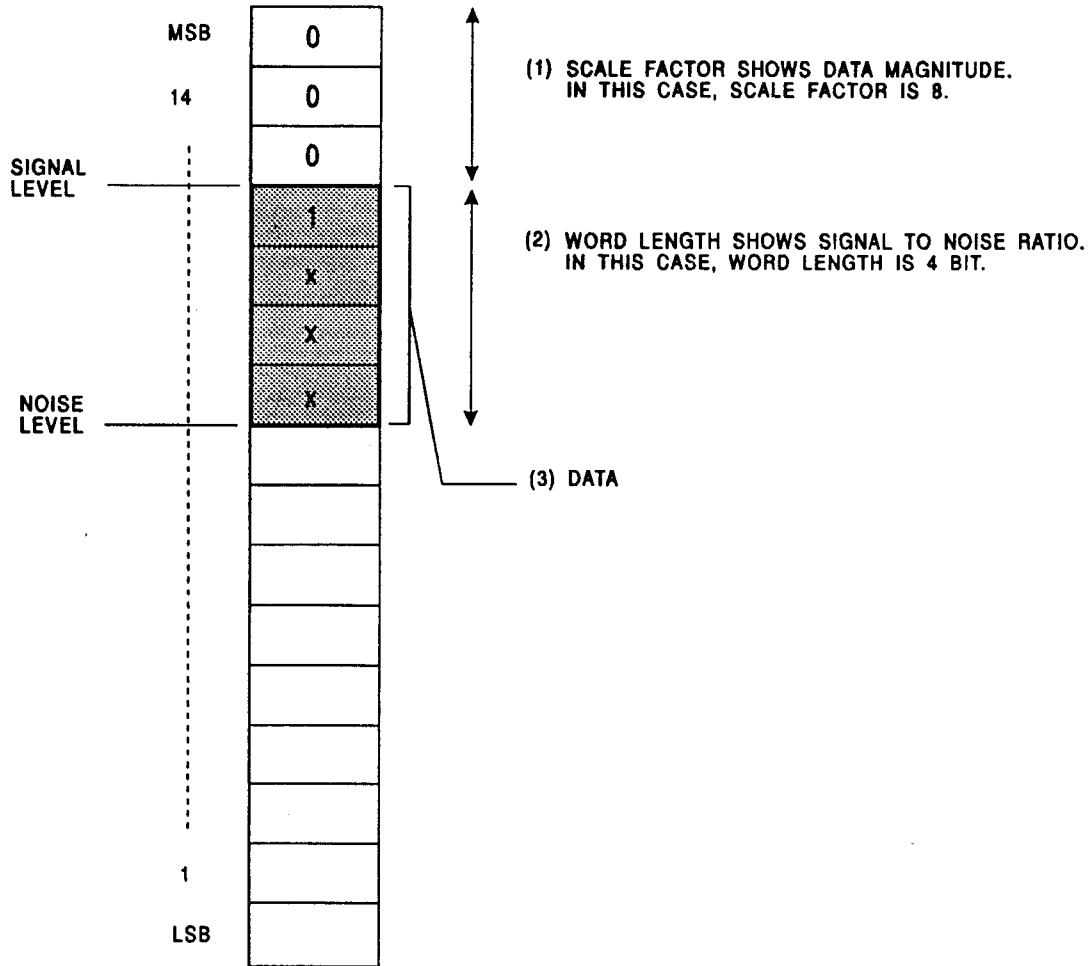 MSB
0
(1) SCALE FACTOR SHOWS DATA MAGNITUDE.
IN THIS CASE, SCALE FACTOR IS 8.
14
0
0
SIGNAL
LEVEL
1
(2) WORD LENGTH SHOWS SIGNAL TO NOISE RATIO.
IN THIS CASE, WORD LENGTH IS 4 BIT.
X
X
X
NOISE
LEVEL
(3) DATA
1
LSB